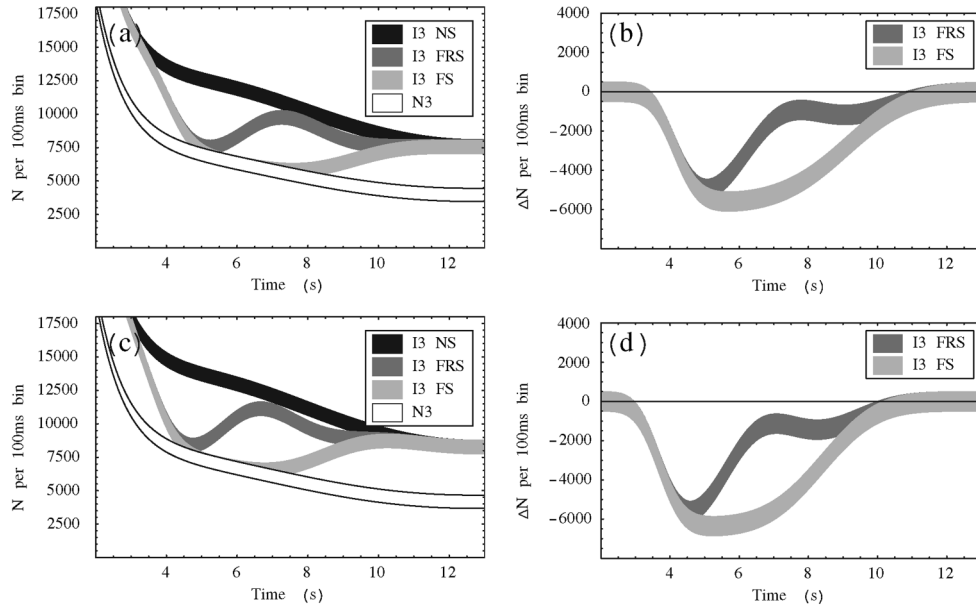 (a)
17500
15000
12500
10000
7500
5000
2500
N per 100ms bin
4 6 8 10 12
Time (s)
I3 NS
I3 FRS
I3 FS
N3
(b)
4000
2000
0
−2000
−4000
−6000
ΔN per 100ms bin
4 6 8 10 12
Time (s)
I3 FRS
I3 FS
(c)
17500
15000
12500
10000
7500
5000
2500
N per 100ms bin
4 6 8 10 12
Time (s)
I3 NS
I3 FRS
I3 FS
N3
(d)
4000
2000
0
−2000
−4000
−6000
ΔN per 100ms bin
4 6 8 10 12
Time (s)
I3 FRS
I3 FS